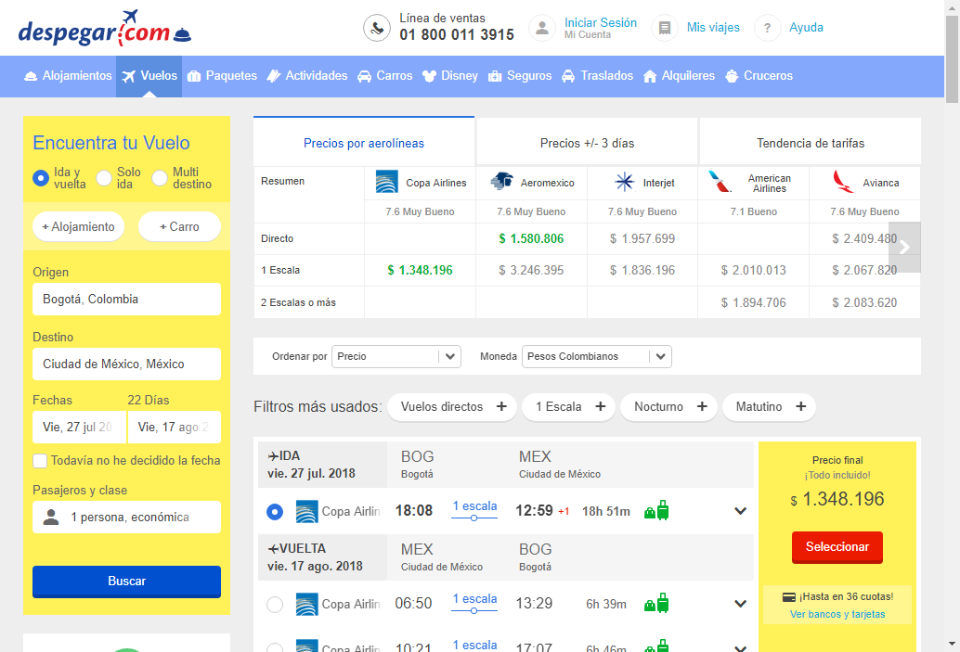 despegar.com
Línea de ventas
01 800 011 3915
Iniciar Sesión
Mi Cuenta
Mis viajes
?
Ayuda
Alojamientos
Vuelos
Paquetes
Actividades
Carros
Disney
Seguros
Traslados
Alquileres
Cruceros
Encuentra tu Vuelo
Ida y vuelta
Solo ida
Multi destino
+ Alojamiento
+ Carro
Origen
Bogotá, Colombia
Destino
Ciudad de México, México
Fechas
22 Días
Vie, 27 jul 20
Vie, 17 ago 2
Todavía no he decidido la fecha
Pasajeros y clase
1 persona, económica
Buscar
Precios por aerolíneas
Precios +/- 3 días
Tendencia de tarifas
Resumen
Copa Airlines
Aeromexico
Interjet
American Airlines
Avianca
7.6 Muy Bueno
7.6 Muy Bueno
7.6 Muy Bueno
7.1 Bueno
7.6 Muy Bueno
Directo
$ 1.580.806
$ 1.957.699
$ 2.409.480
1 Escala
$ 1.348.196
$ 3.246.395
$ 1.836.196
$ 2.010.013
$ 2.067.820
2 Escalas o más
$ 1.894.706
$ 2.083.620
Ordenar por
Precio
Moneda
Pesos Colombianos
Filtros más usados:
Vuelos directos +
1 Escala +
Nocturno +
Matutino +
IDA
vie. 27 jul. 2018
BOG
Bogotá
MEX
Ciudad de México
Copa Airlin
18:08
1 escala
12:59 +1
18h 51m
VUELTA
vie. 17 ago. 2018
MEX
Ciudad de México
BOG
Bogotá
Copa Airlin
06:50
1 escala
13:29
6h 39m
Copa Airlin
10:21
1 escala
17:07
6h 46m
Precio final
¡Todo incluido!
$ 1.348.196
Seleccionar
¡Hasta en 36 cuotas!
Ver bancos y tarjetas